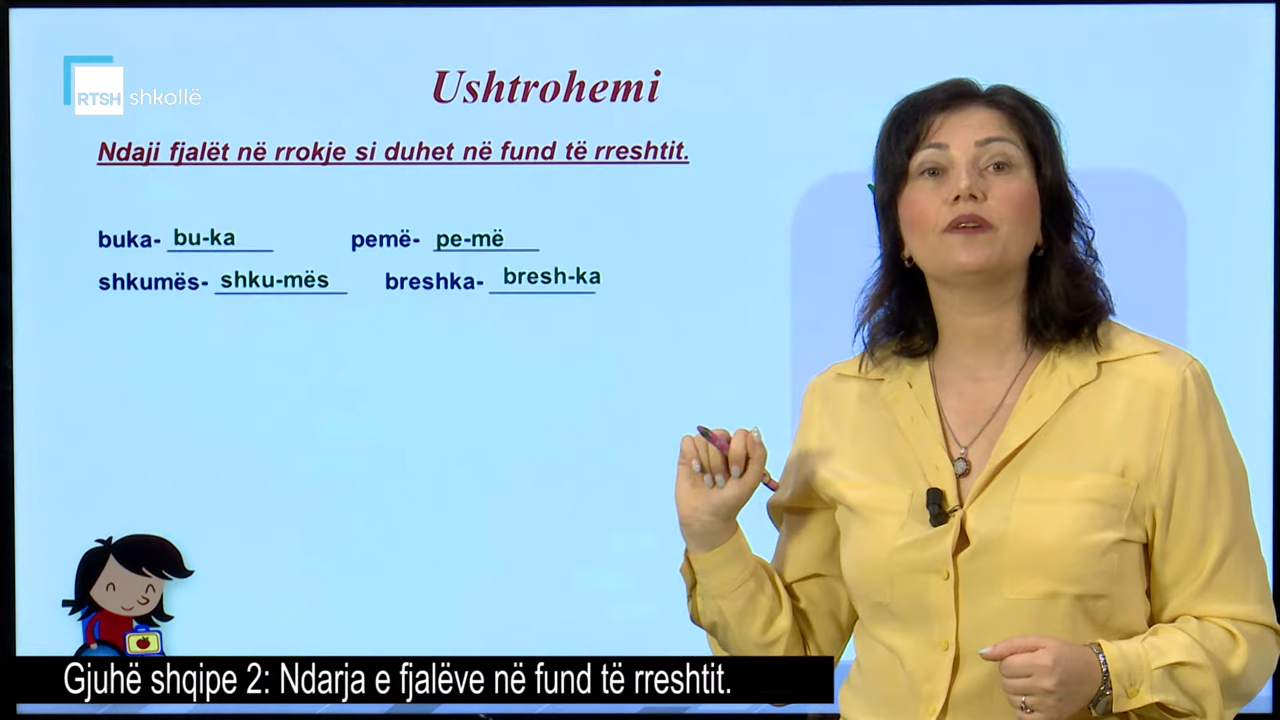 RTSH shkollë
Ushtrohemi
Ndaji fjalët në rrokje si duhet në fund të rreshtit.
buka- bu-ka pemë- pe-më
shkumës- shku-mës breshka- bresh-ka
Gjuhë shqipe 2: Ndarja e fjalëve në fund të rreshtit.